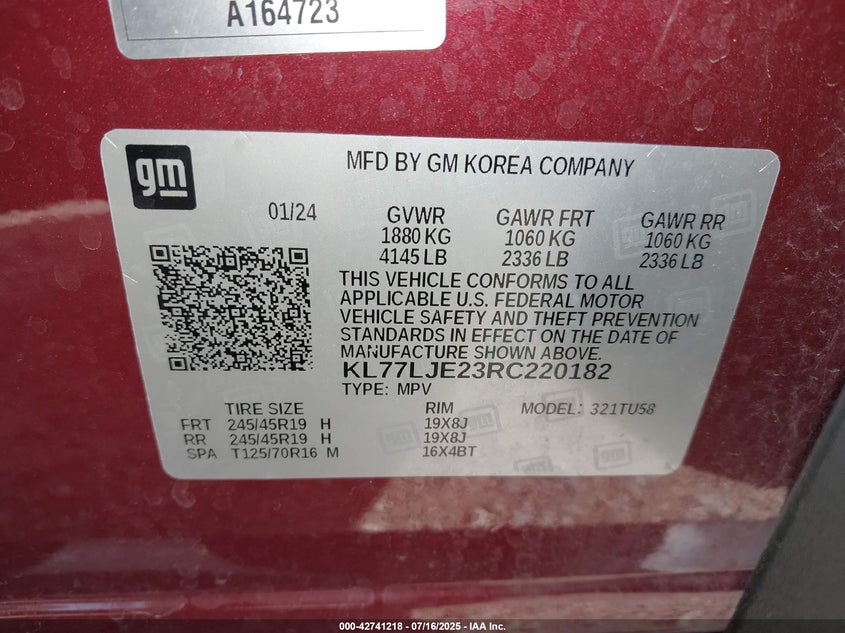 A164723
gm
MFD BY GM KOREA COMPANY
01/24 GVWR GAWR FRT GAWR RR
1880 KG 1060 KG 1060 KG
4145 LB 2336 LB 2336 LB
THIS VEHICLE CONFORMS TO ALL
APPLICABLE U.S. FEDERAL MOTOR
VEHICLE SAFETY AND THEFT PREVENTION
STANDARDS IN EFFECT ON THE DATE OF
MANUFACTURE SHOWN ABOVE.
KL77LJE23RC220182
TYPE: MPV
TIRE SIZE RIM MODEL: 321TU58
FRT 245/45R19 H 19X8J
RR 245/45R19 H 19X8J
SPA T125/70R16 M 16X4BT
000-42741218 - 07/16/2025 - IAA Inc.